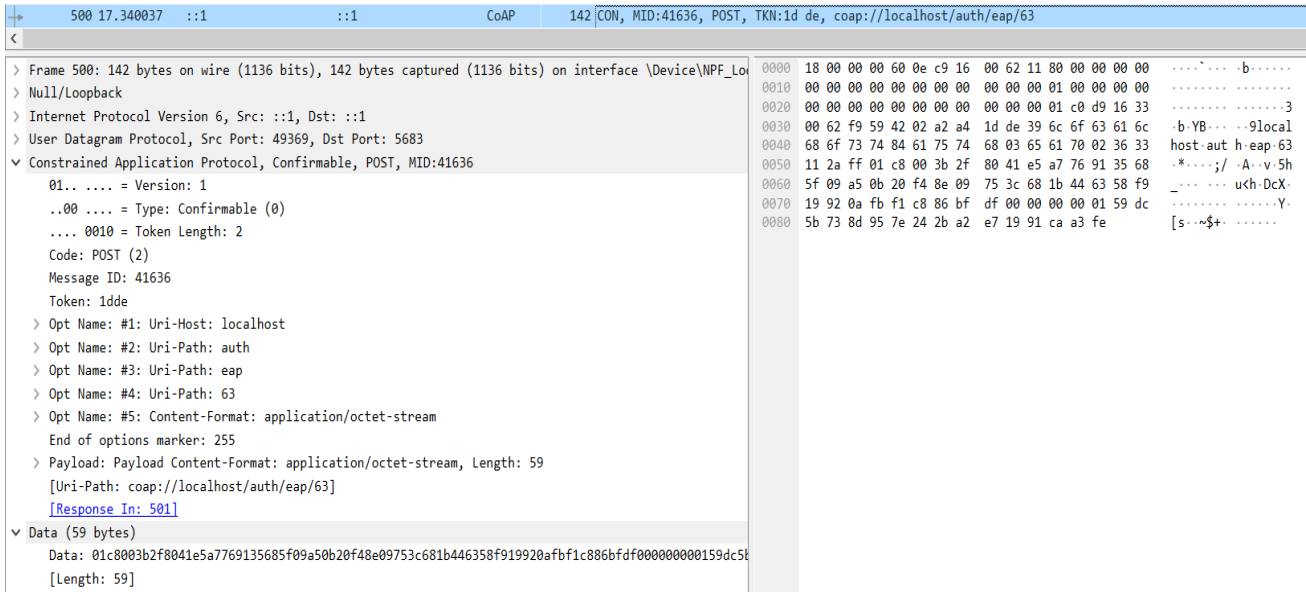 500 17.340037 ::1 ::1 CoAP 142 CON, MID:41636, POST, TKN:1d de, coap://localhost/auth/eap/63
Frame 500: 142 bytes on wire (1136 bits), 142 bytes captured (1136 bits) on interface \Device\NPF_Loo
Null/Loopback
Internet Protocol Version 6, Src: ::1, Dst: ::1
User Datagram Protocol, Src Port: 49369, Dst Port: 5683
Constrained Application Protocol, Confirmable, POST, MID:41636
01.. .... = Version: 1
..00 .... = Type: Confirmable (0)
.... 0010 = Token Length: 2
Code: POST (2)
Message ID: 41636
Token: 1dde
Opt Name: #1: Uri-Host: localhost
Opt Name: #2: Uri-Path: auth
Opt Name: #3: Uri-Path: eap
Opt Name: #4: Uri-Path: 63
Opt Name: #5: Content-Format: application/octet-stream
End of options marker: 255
Payload: Payload Content-Format: application/octet-stream, Length: 59
[Uri-Path: coap://localhost/auth/eap/63]
[Response In: 501]
Data (59 bytes)
Data: 01c8003b2f8041e5a7769135685f09a50b20f48e09753c681b446358f919920afbf1c886bfdf000000000159dc5b
[Length: 59]
0000 18 00 00 00 60 0e c9 16 00 62 11 80 00 00 00 00 ····`··· ·b······
0010 00 00 00 00 00 00 00 00 00 00 00 01 00 00 00 00 ········ ········
0020 00 00 00 00 00 00 00 00 00 00 00 01 c0 d9 16 33 ········ ·······3
0030 00 62 f9 59 42 02 a2 a4 1d de 39 6c 6f 63 61 6c ·b·YB··· ··9local
0040 68 6f 73 74 84 61 75 74 68 03 65 61 70 02 36 33 host·aut h·eap·63
0050 11 2a ff 01 c8 00 3b 2f 80 41 e5 a7 76 91 35 68 ·*····;/ ·A··v·5h
0060 5f 09 a5 0b 20 f4 8e 09 75 3c 68 1b 44 63 58 f9 _··· ··· u<h·DcX·
0070 19 92 0a fb f1 c8 86 bf df 00 00 00 00 01 59 dc ········ ······Y·
0080 5b 73 8d 95 7e 24 2b a2 e7 19 91 ca a3 fe [s··~$+· ······